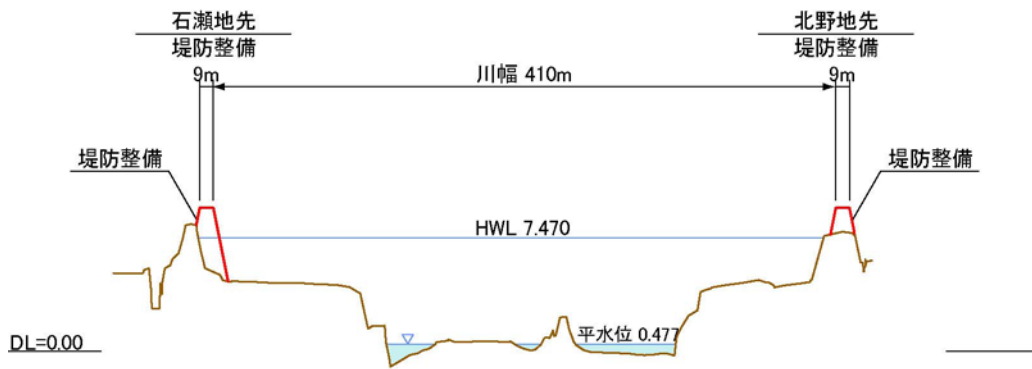 石瀬地先
堤防整備
9m
川幅 410m
北野地先
堤防整備
9m
堤防整備
堤防整備
HWL 7.470
平水位 0.477
DL=0.00